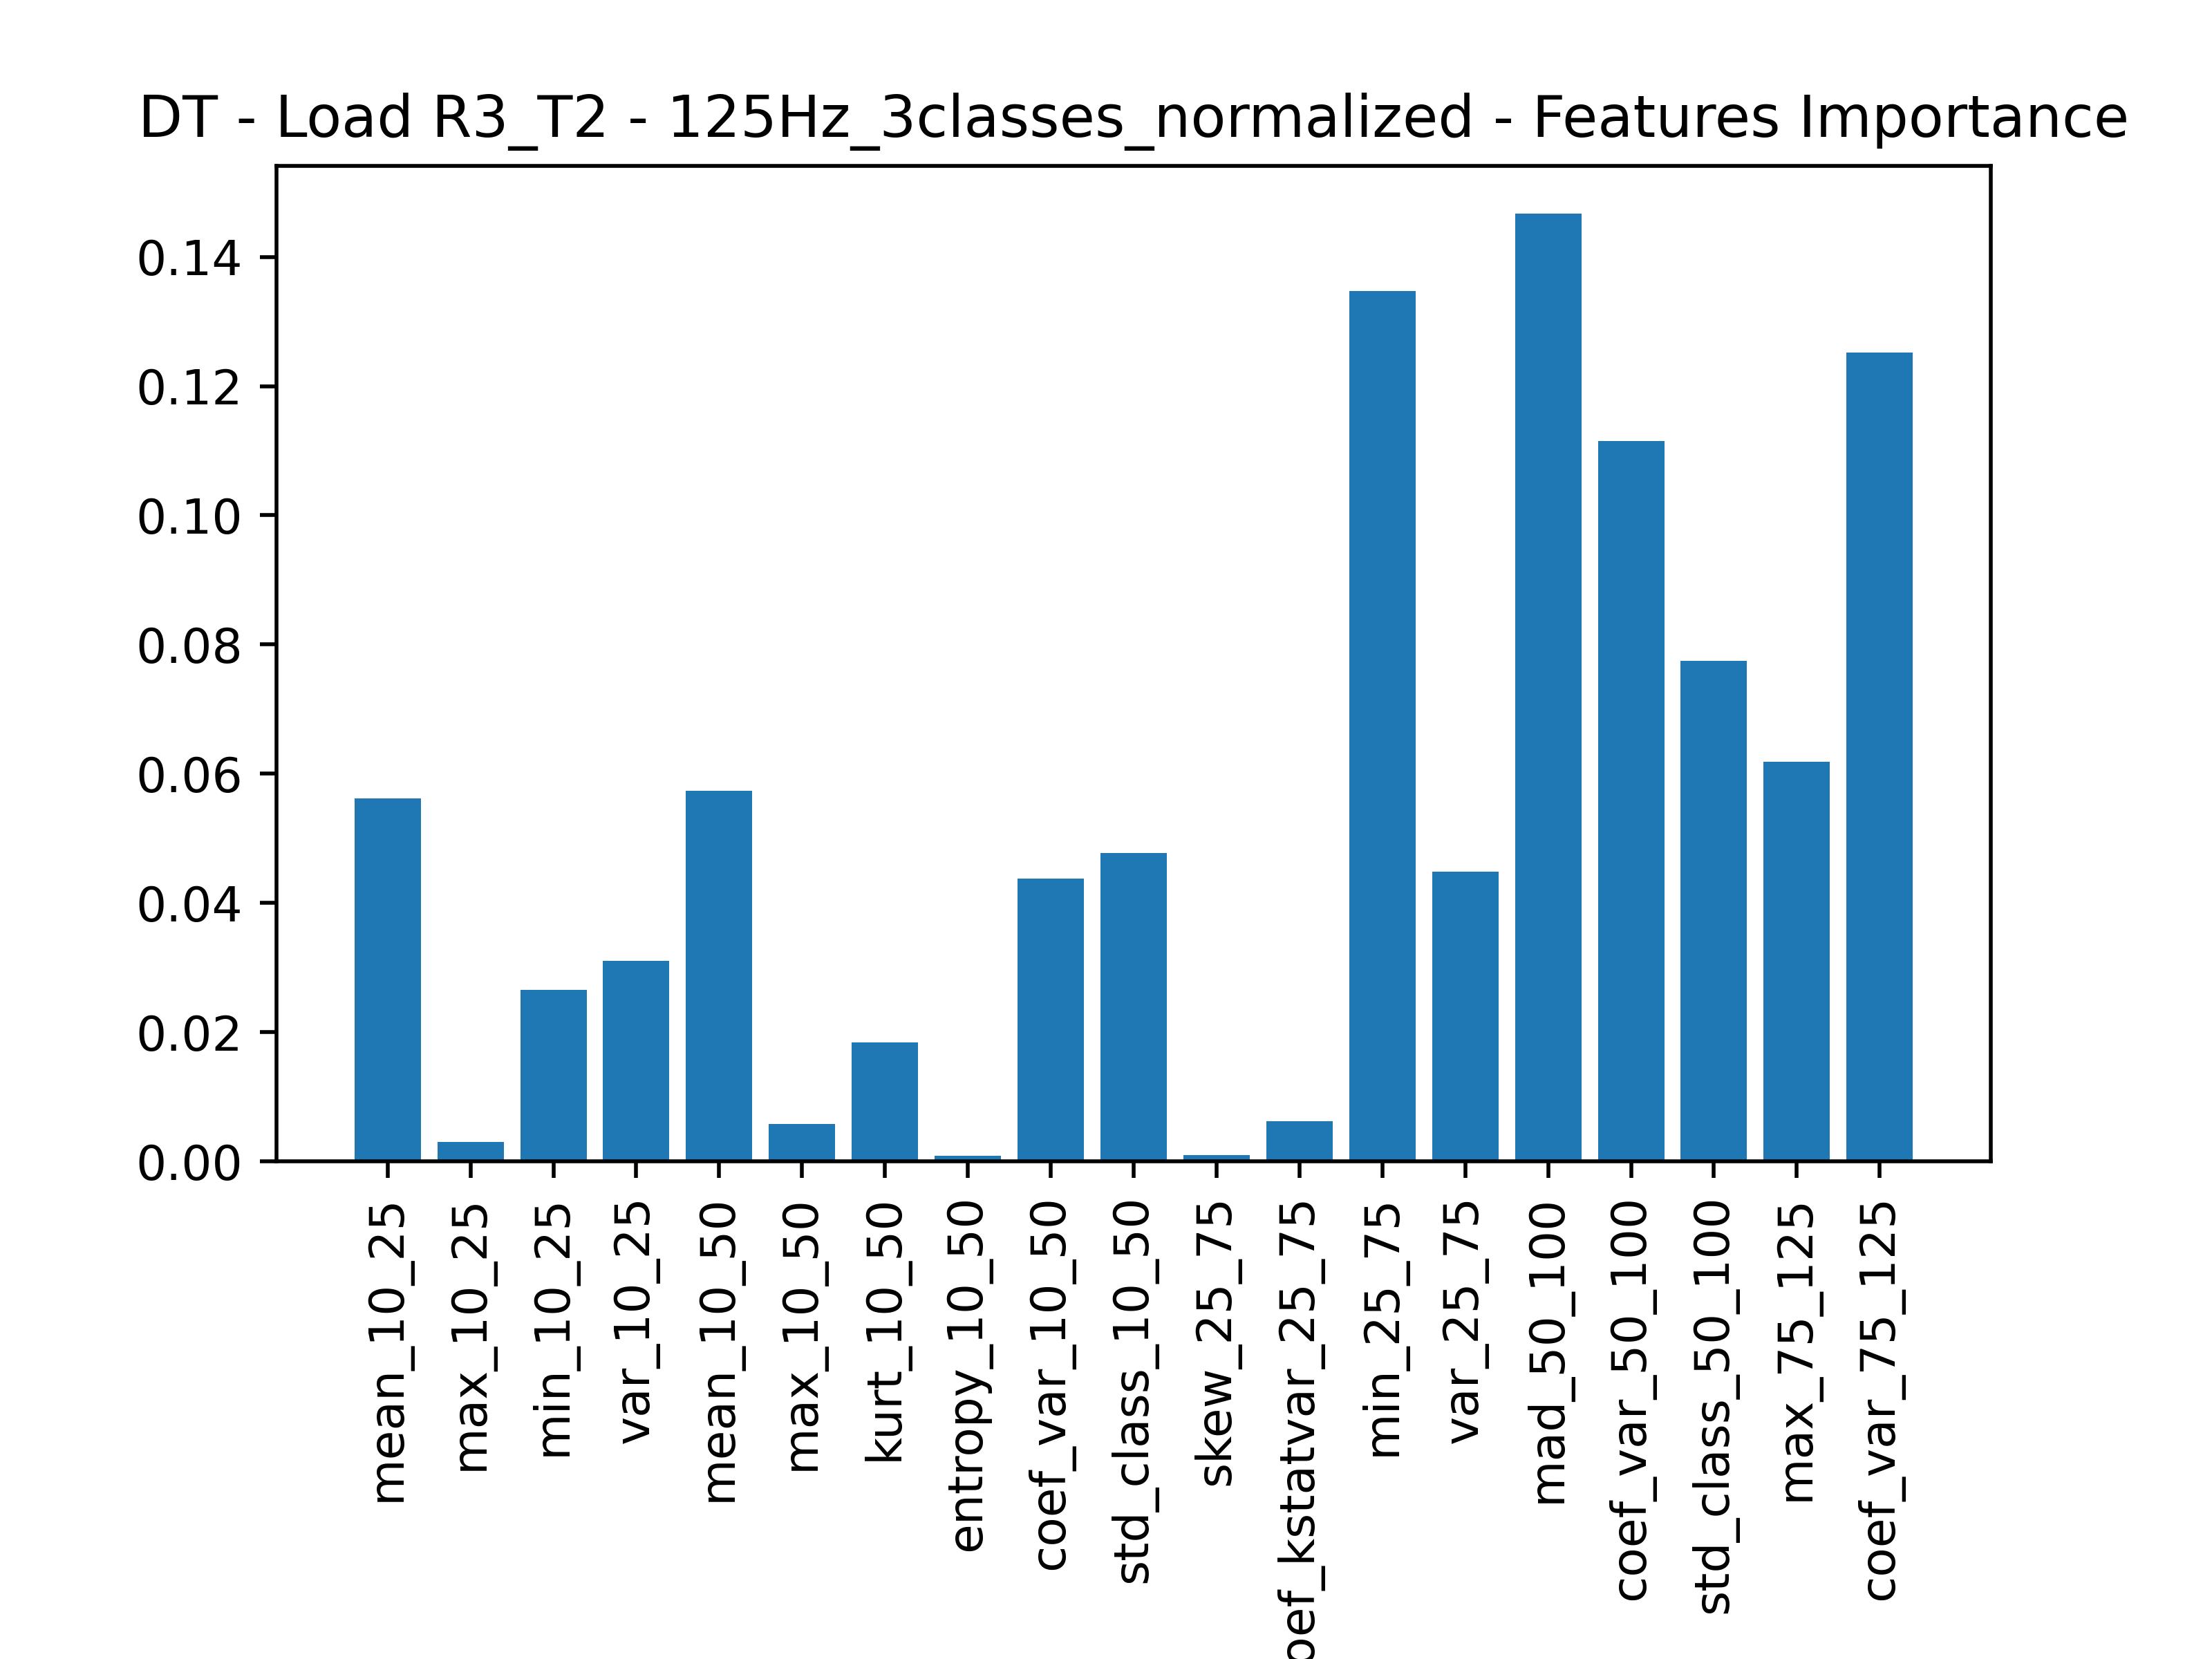 DT - Load R3_T2 - 125Hz_3classes_normalized - Features Importance
0.14
0.12
0.10
0.08
0.06
0.04
0.02
0.00
mean_10_25
max_10_25
min_10_25
var_10_25
mean_10_50
max_10_50
kurt_10_50
entropy_10_50
coef_var_10_50
std_class_10_50
skew_25_75
oef_kstatvar_25_75
min_25_75
var_25_75
mad_50_100
coef_var_50_100
std_class_50_100
max_75_125
coef_var_75_125